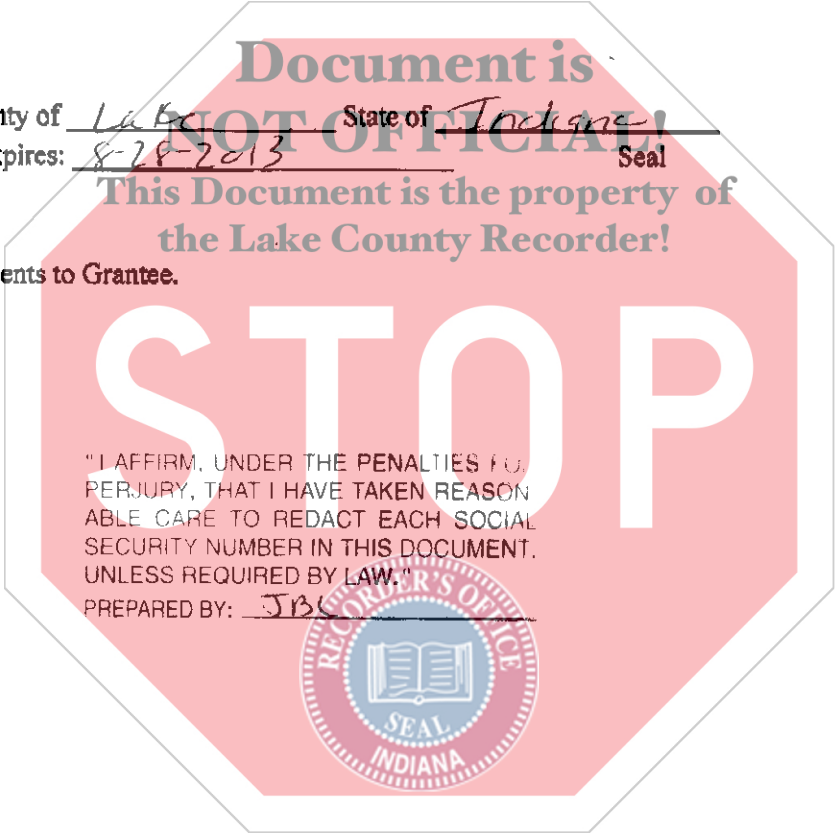 Document is
nty of Lake State of Indiana
NOT OFFICIAL!
pires: 8-28-2013 Seal
This Document is the property of
the Lake County Recorder!
ents to Grantee.
STOP
"I AFFIRM, UNDER THE PENALTIES FO
PERJURY, THAT I HAVE TAKEN REASON
ABLE CARE TO REDACT EACH SOCIAL
SECURITY NUMBER IN THIS DOCUMENT.
UNLESS REQUIRED BY LAW."
PREPARED BY: JBC
RECORDER'S OFFICE
SEAL
INDIANA